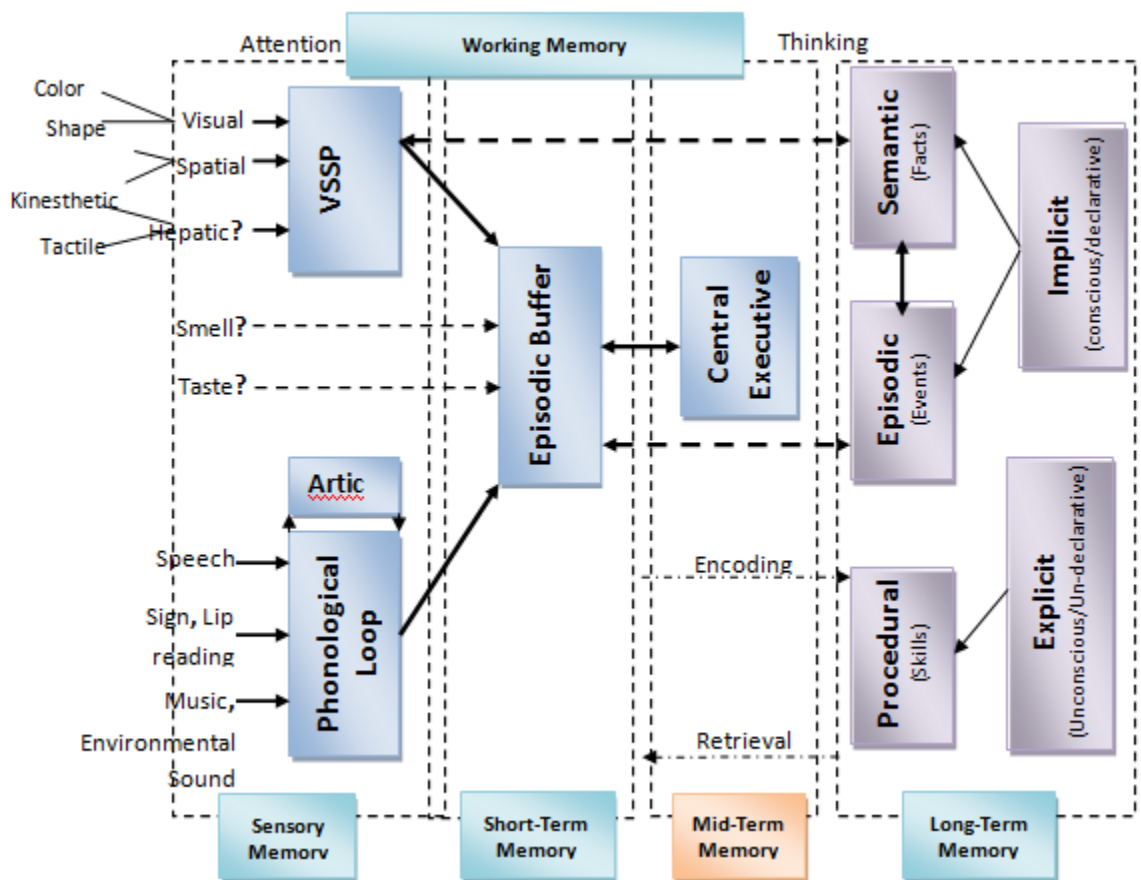 Attention
Working Memory
Thinking
Color
Shape
Visual
Spatial
Kinesthetic
Tactile
Hepatic?
VSSP
Smell?
Taste?
Artic
Speech
Sign, Lip
reading
Music,
Environmental
Sound
Phonological
Loop
Episodic Buffer
Central
Executive
Encoding
Retrieval
Semantic
(Facts)
Episodic
(Events)
Procedural
(Skills)
Implicit
(conscious/declarative)
Explicit
(Unconscious/Un-declarative)
Sensory
Memory
Short-Term
Memory
Mid-Term
Memory
Long-Term
Memory